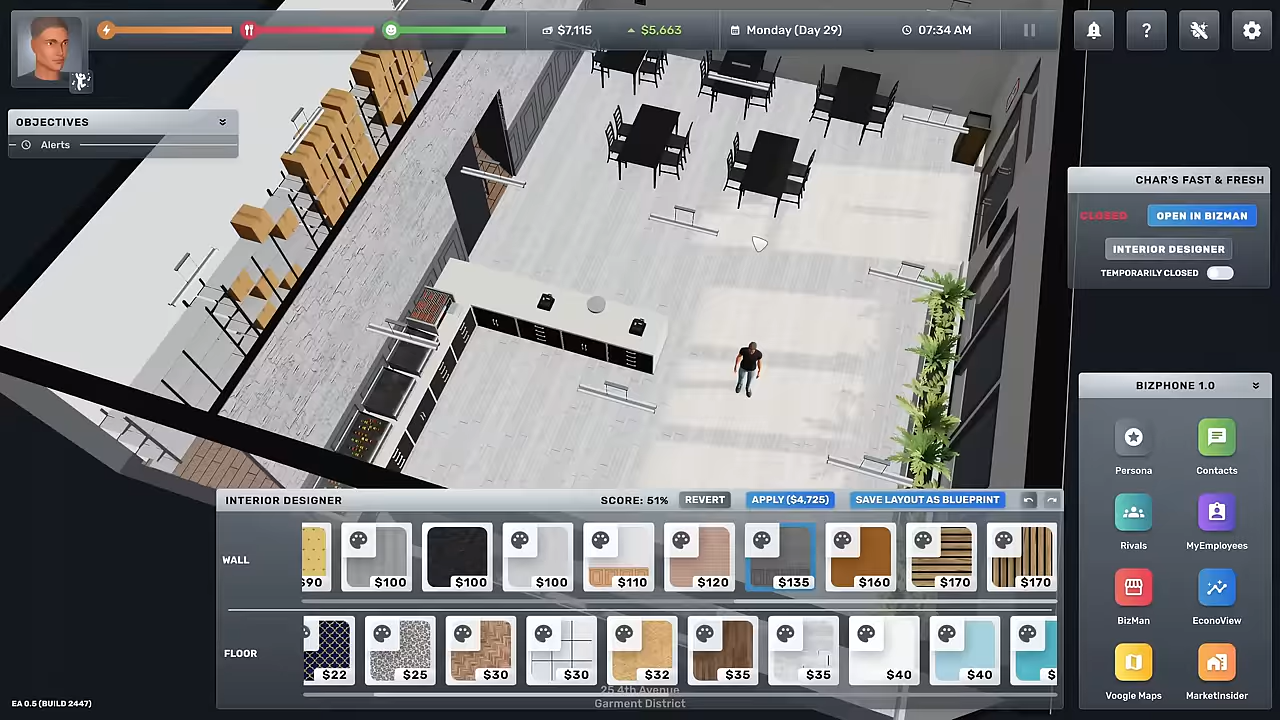 $7,115
$5,663
Monday (Day 29)
07:34 AM
?
OBJECTIVES
Alerts
CHAR'S FAST & FRESH
CLOSED
OPEN IN BIZMAN
INTERIOR DESIGNER
TEMPORARILY CLOSED
BIZPHONE 1.0
Persona
Contacts
Rivals
MyEmployees
BizMan
EconoView
Voogle Maps
MarketInsider
INTERIOR DESIGNER
SCORE: 51%
REVERT
APPLY ($4,725)
SAVE LAYOUT AS BLUEPRINT
WALL
$90
$100
$100
$100
$110
$120
$135
$160
$170
$170
FLOOR
$22
$25
$30
$30
$32
$35
$35
$40
$40
$
25 4th Avenue
Garment District
EA 0.5 (BUILD 2447)